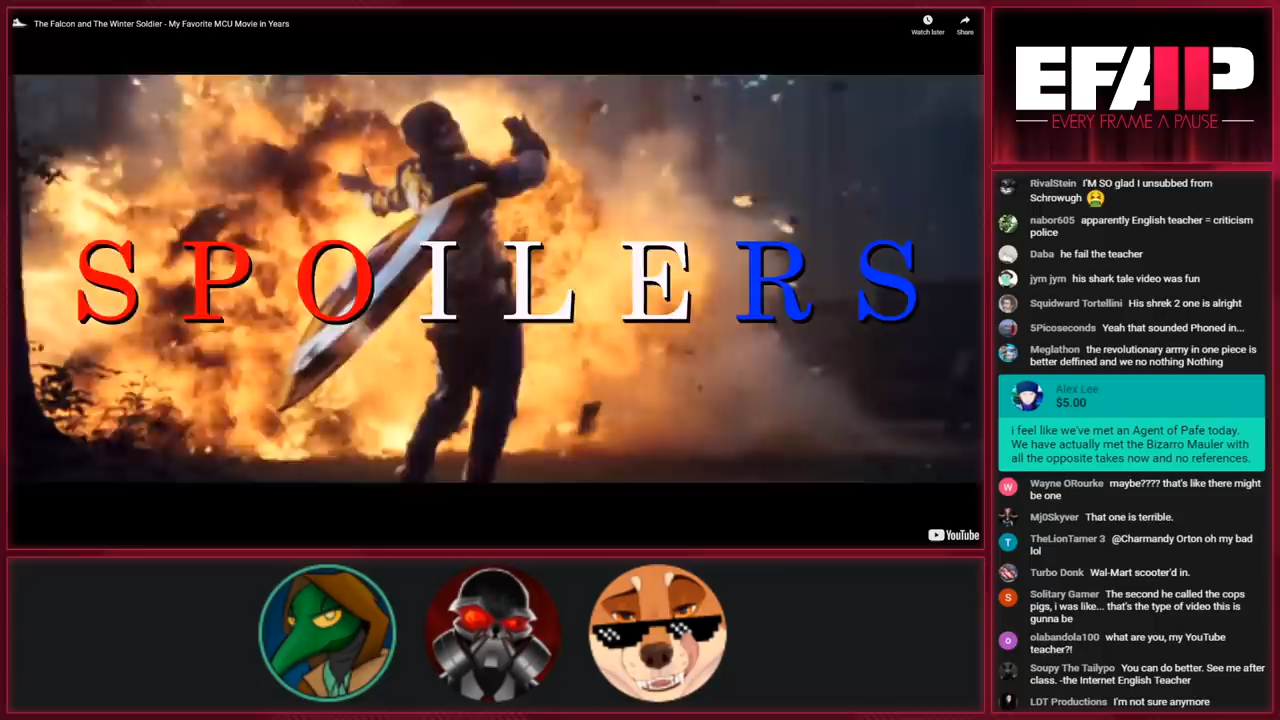 The Falcon and The Winter Soldier - My Favorite MCU Movie in Years
Watch later
Share
SPOILERS
YouTube
EFAP
EVERY FRAME A PAUSE
RivalStein I'M SO glad I unsubbed from
Schrowugh
nabor605 apparently English teacher = criticism
police
Daba he fail the teacher
jym jym his shark tale video was fun
Squidward Tortellini His shrek 2 one is alright
5Picoseconds Yeah that sounded Phoned in...
Meglathon the revolutionary army in one piece is
better deffined and we no nothing Nothing
Alex Lee
$5.00
i feel like we've met an Agent of Pafe today.
We have actually met the Bizarro Mauler with
all the opposite takes now and no references.
W
Wayne ORourke maybe???? that's like there might
be one
Mj0Skyver That one is terrible.
T
TheLionTamer 3 @Charmandy Orton oh my bad
lol
Turbo Donk Wal-Mart scooter'd in.
S
Solitary Gamer The second he called the cops
pigs, i was like... that's the type of video this is
gunna be
o
olabandola100 what are you, my YouTube
teacher?!
Soupy The Tailypo You can do better. See me after
class. -the Internet English Teacher
LDT Productions I'm not sure anymore